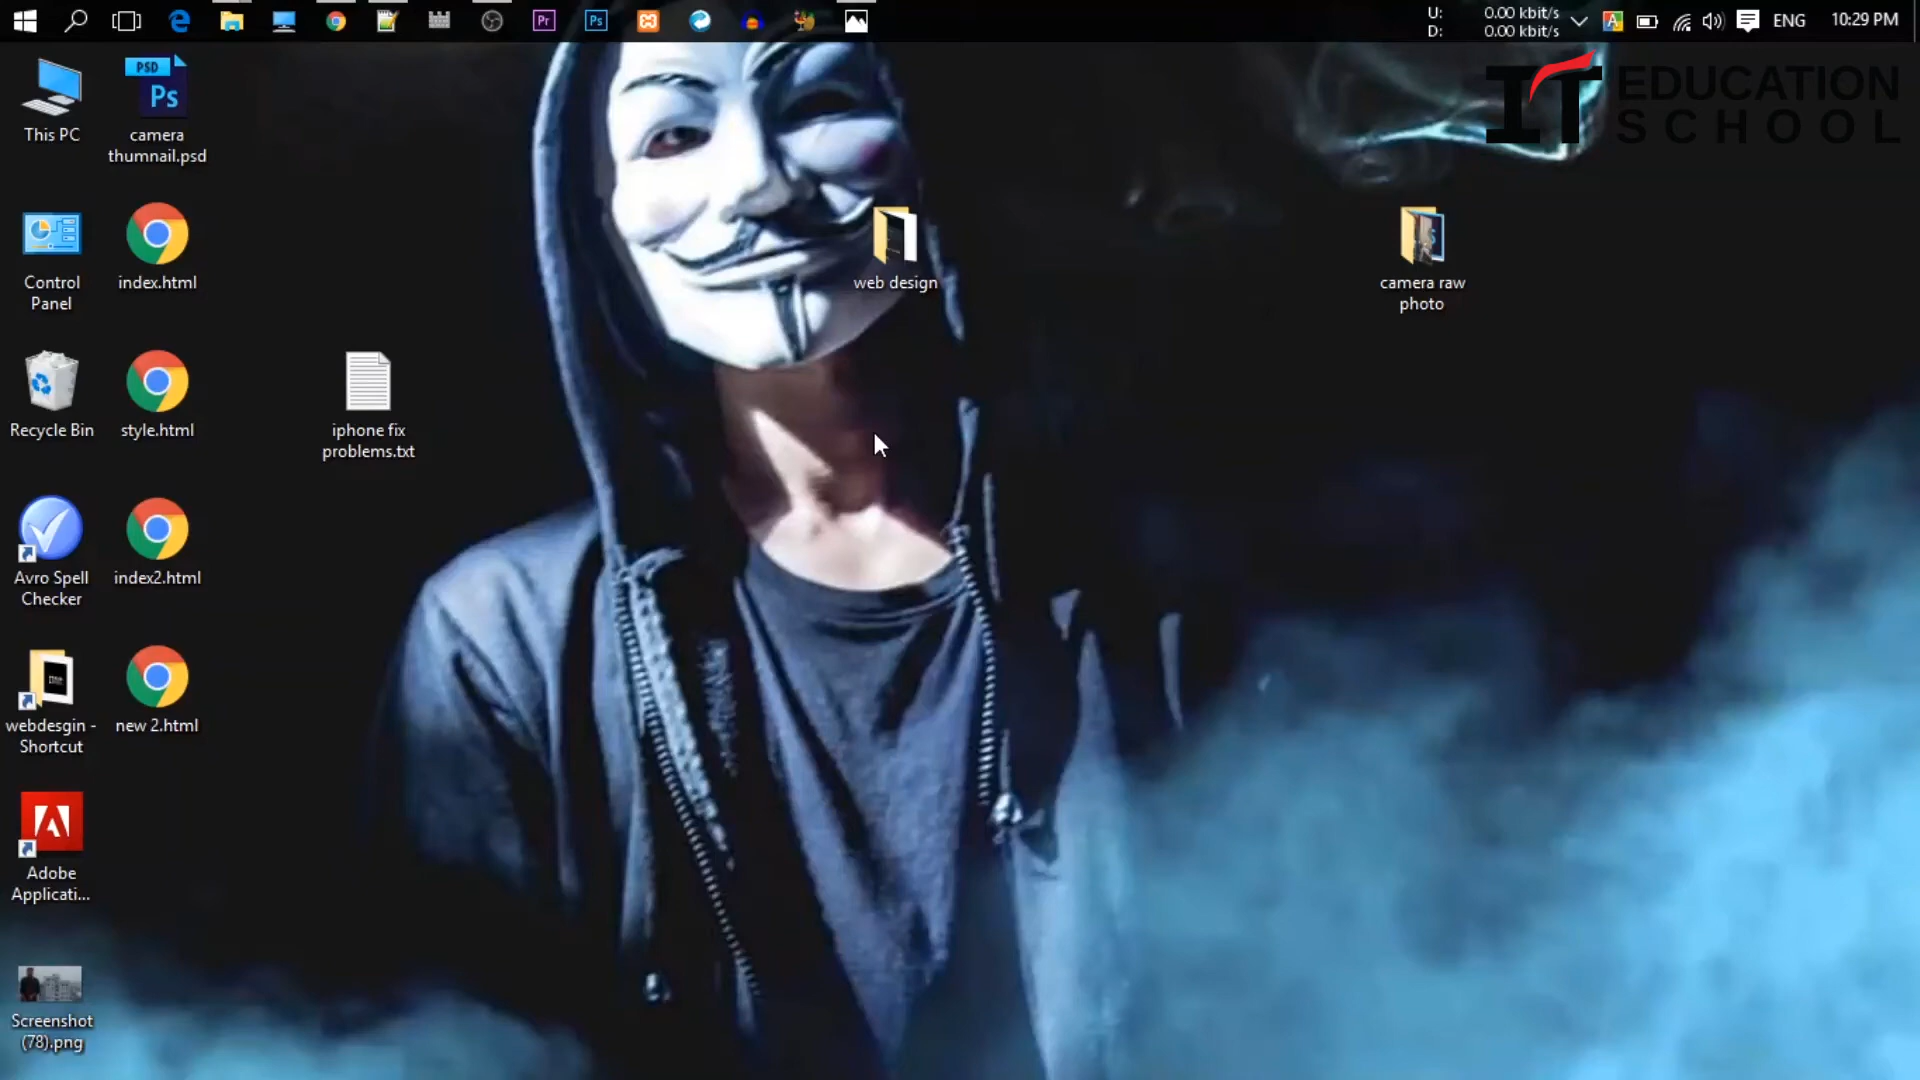 U: 0.00 kbit/s
D: 0.00 kbit/s
ENG
10:29 PM
IT EDUCATION
SCHOOL
This PC
camera
thumnail.psd
Control
Panel
index.html
web design
camera raw
photo
Recycle Bin
style.html
iphone fix
problems.txt
Avro Spell
Checker
index2.html
webdesgin -
Shortcut
new 2.html
Adobe
Applicati...
Screenshot
(78).png